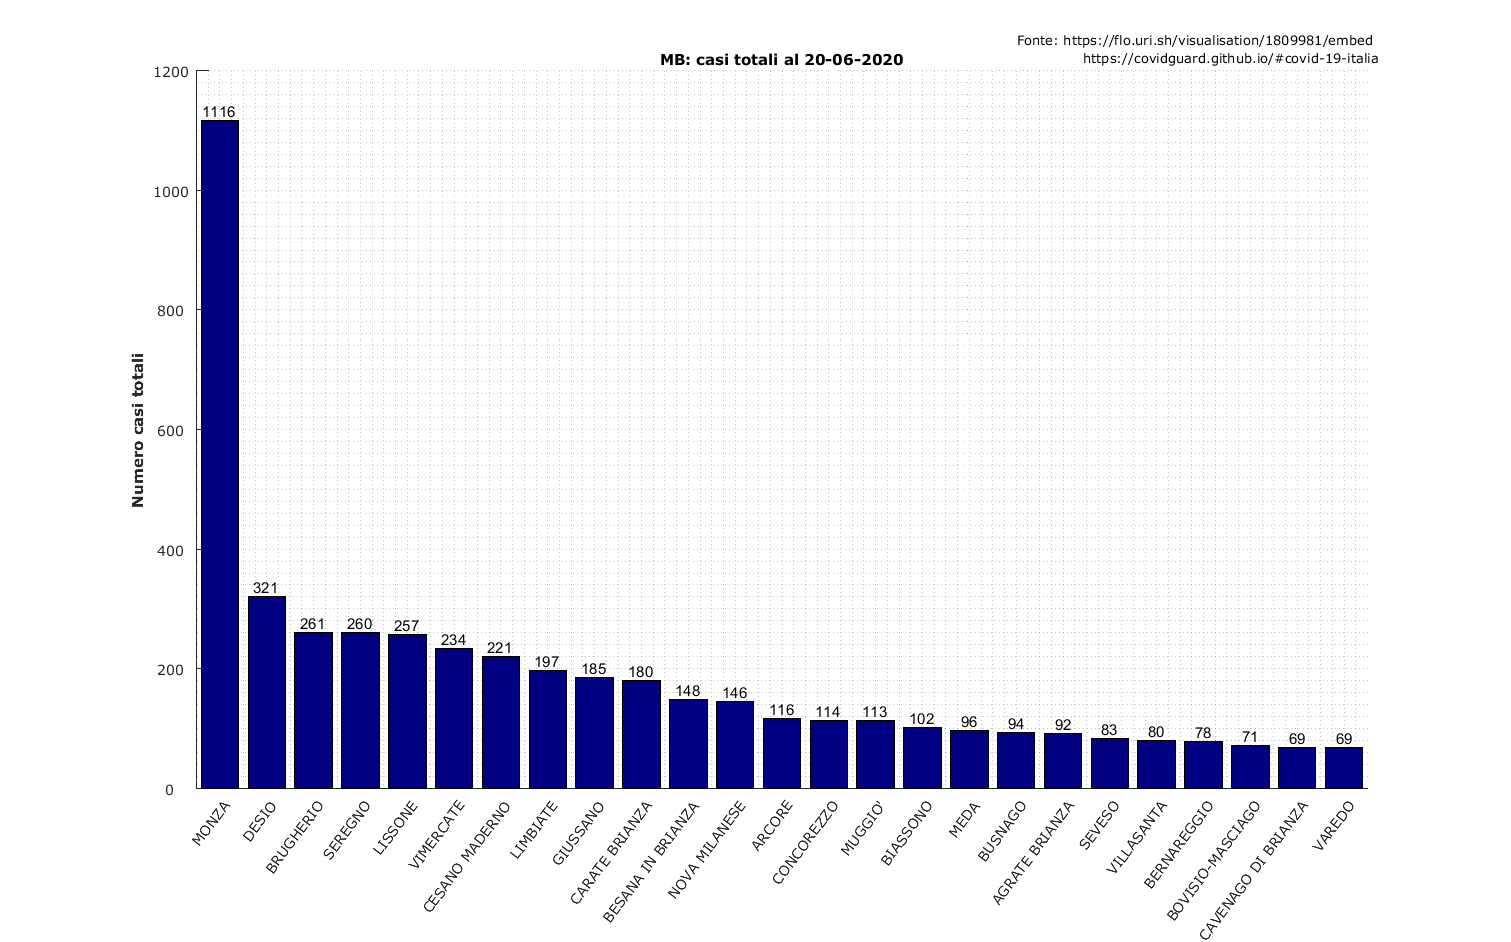 Fonte: https://flo.uri.sh/visualisation/1809981/embed
https://covidguard.github.io/#covid-19-italia
MB: casi totali al 20-06-2020
Numero casi totali
1200
1000
800
600
400
200
0
1116
321
261
260
257
234
221
197
185
180
148
146
116
114
113
102
96
94
92
83
80
78
71
69
69
MONZA
DESIO
BRUGHERIO
SEREGNO
LISSONE
VIMERCATE
CESANO MADERNO
LIMBIATE
GIUSSANO
CARATE BRIANZA
BESANA IN BRIANZA
NOVA MILANESE
ARCORE
CONCOREZZO
MUGGIO'
BIASSONO
MEDA
BUSNAGO
AGRATE BRIANZA
SEVESO
VILLASANTA
BERNAREGGIO
BOVISIO-MASCIAGO
CAVENAGO DI BRIANZA
VAREDO